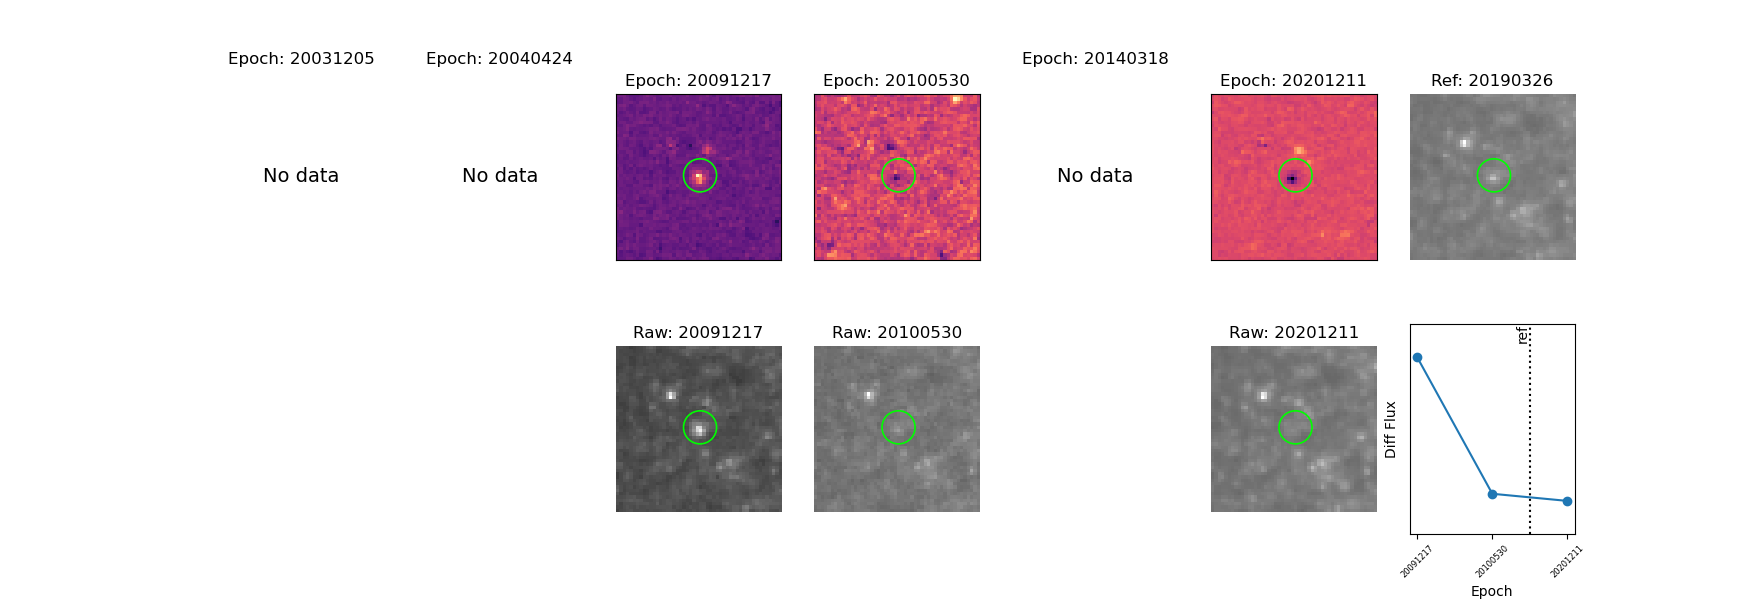 Epoch: 20031205
Epoch: 20040424
Epoch: 20140318
Epoch: 20091217
Epoch: 20100530
Epoch: 20201211
Ref: 20190326
No data
No data
No data
Raw: 20091217
Raw: 20100530
Raw: 20201211
ref
Diff Flux
20091217
20100530
20201211
Epoch